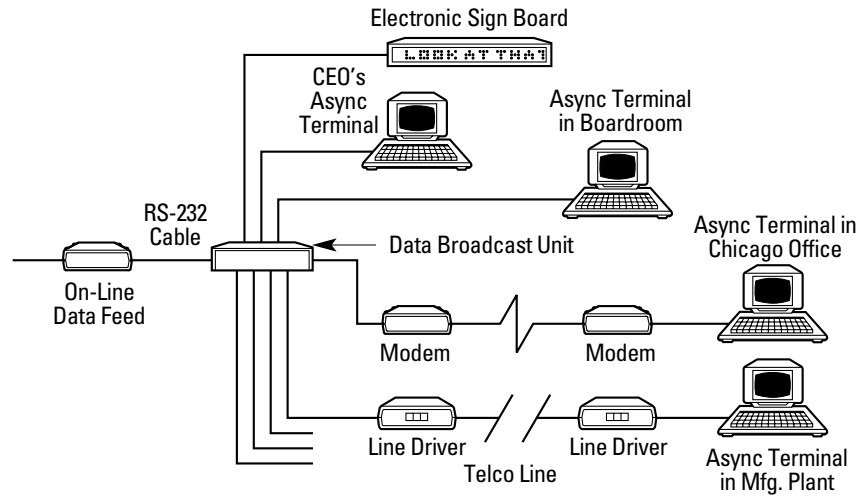 Electronic Sign Board
LOOK AT THAT
CEO's
Async
Terminal
Async Terminal
in Boardroom
RS-232
Cable
Data Broadcast Unit
Async Terminal in
Chicago Office
On-Line
Data Feed
Modem
Modem
Line Driver
Line Driver
Telco Line
Async Terminal
in Mfg. Plant